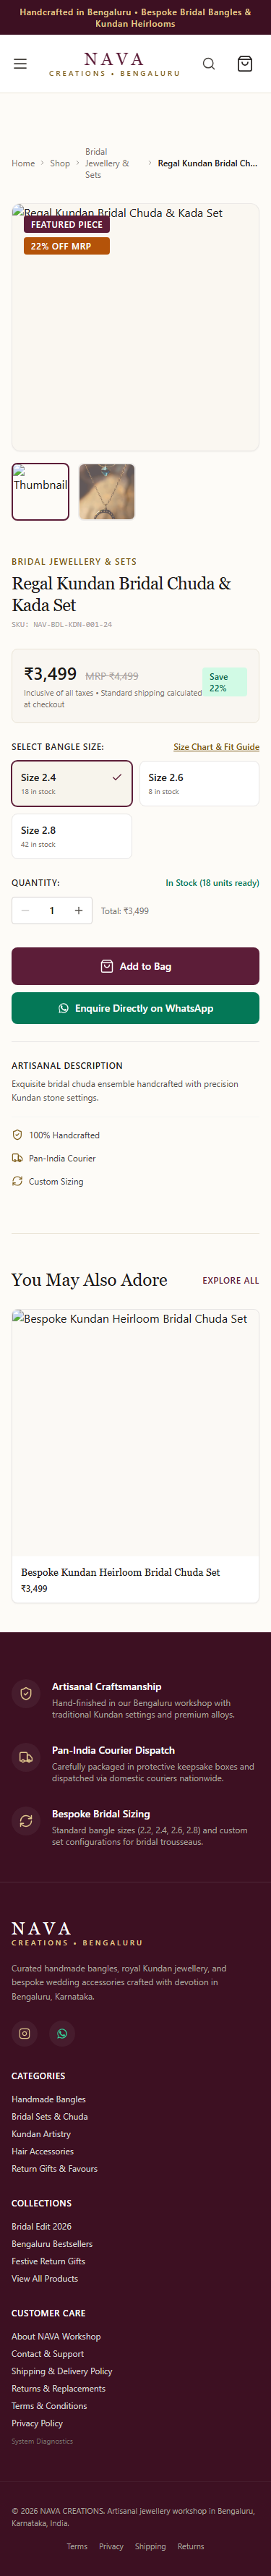 Handcrafted in Bengaluru • Bespoke Bridal Bangles &
Kundan Heirlooms
NAVA
CREATIONS • BENGALURU
Home › Shop › Bridal Jewellery & Sets › Regal Kundan Bridal Ch...
Regal Kundan Bridal Chuda & Kada Set
FEATURED PIECE
22% OFF MRP
Thumbnail
BRIDAL JEWELLERY & SETS
Regal Kundan Bridal Chuda &
Kada Set
SKU: NAV-BDL-KDN-001-24
₹3,499 MRP ₹4,499
Inclusive of all taxes • Standard shipping calculated
at checkout
Save
22%
SELECT BANGLE SIZE: Size Chart & Fit Guide
Size 2.4
18 in stock
Size 2.6
8 in stock
Size 2.8
42 in stock
QUANTITY: In Stock (18 units ready)
− 1 + Total: ₹3,499
Add to Bag
Enquire Directly on WhatsApp
ARTISANAL DESCRIPTION
Exquisite bridal chuda ensemble handcrafted with precision
Kundan stone settings.
100% Handcrafted
Pan-India Courier
Custom Sizing
You May Also Adore EXPLORE ALL
Bespoke Kundan Heirloom Bridal Chuda Set
Bespoke Kundan Heirloom Bridal Chuda Set
₹3,499
Artisanal Craftsmanship
Hand-finished in our Bengaluru workshop with
traditional Kundan settings and premium alloys.
Pan-India Courier Dispatch
Carefully packaged in protective keepsake boxes and
dispatched via domestic couriers nationwide.
Bespoke Bridal Sizing
Standard bangle sizes (2.2, 2.4, 2.6, 2.8) and custom
set configurations for bridal trousseaus.
NAVA
CREATIONS • BENGALURU
Curated handmade bangles, royal Kundan jewellery, and
bespoke wedding accessories crafted with devotion in
Bengaluru, Karnataka.
CATEGORIES
Handmade Bangles
Bridal Sets & Chuda
Kundan Artistry
Hair Accessories
Return Gifts & Favours
COLLECTIONS
Bridal Edit 2026
Bengaluru Bestsellers
Festive Return Gifts
View All Products
CUSTOMER CARE
About NAVA Workshop
Contact & Support
Shipping & Delivery Policy
Returns & Replacements
Terms & Conditions
Privacy Policy
System Diagnostics
© 2026 NAVA CREATIONS. Artisanal jewellery workshop in Bengaluru,
Karnataka, India.
Terms Privacy Shipping Returns